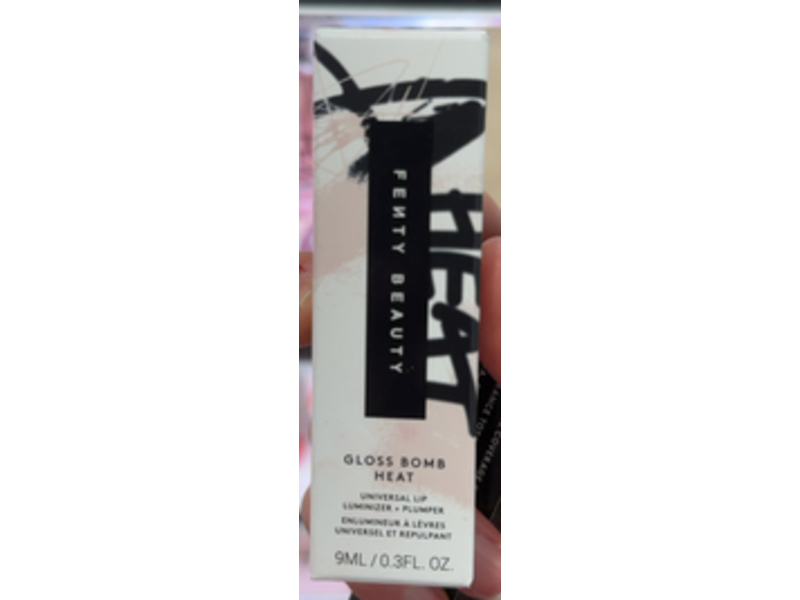 FENTY BEAUTY
HEAT
GLOSS BOMB
HEAT
UNIVERSAL LIP
LUMINIZER + PLUMPER
ENLUMINEUR À LÈVRES
UNIVERSEL ET REPULPANT
9ML / 0.3FL. OZ.
COVERAGE